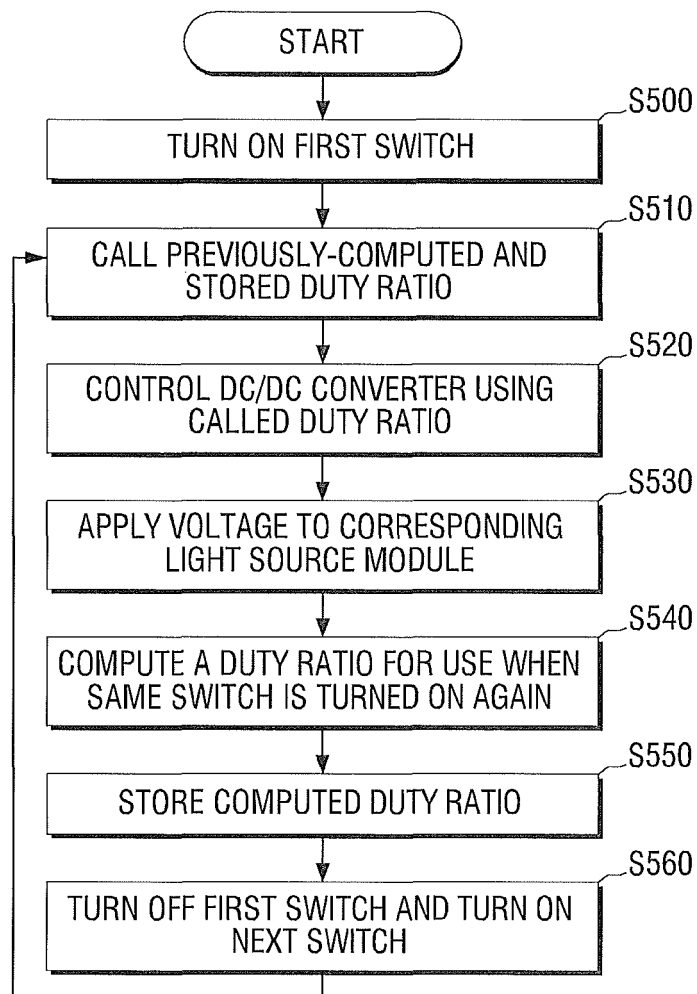 START
S500
TURN ON FIRST SWITCH
S510
CALL PREVIOUSLY-COMPUTED AND
STORED DUTY RATIO
S520
CONTROL DC/DC CONVERTER USING
CALLED DUTY RATIO
S530
APPLY VOLTAGE TO CORRESPONDING
LIGHT SOURCE MODULE
S540
COMPUTE A DUTY RATIO FOR USE WHEN
SAME SWITCH IS TURNED ON AGAIN
S550
STORE COMPUTED DUTY RATIO
S560
TURN OFF FIRST SWITCH AND TURN ON
NEXT SWITCH